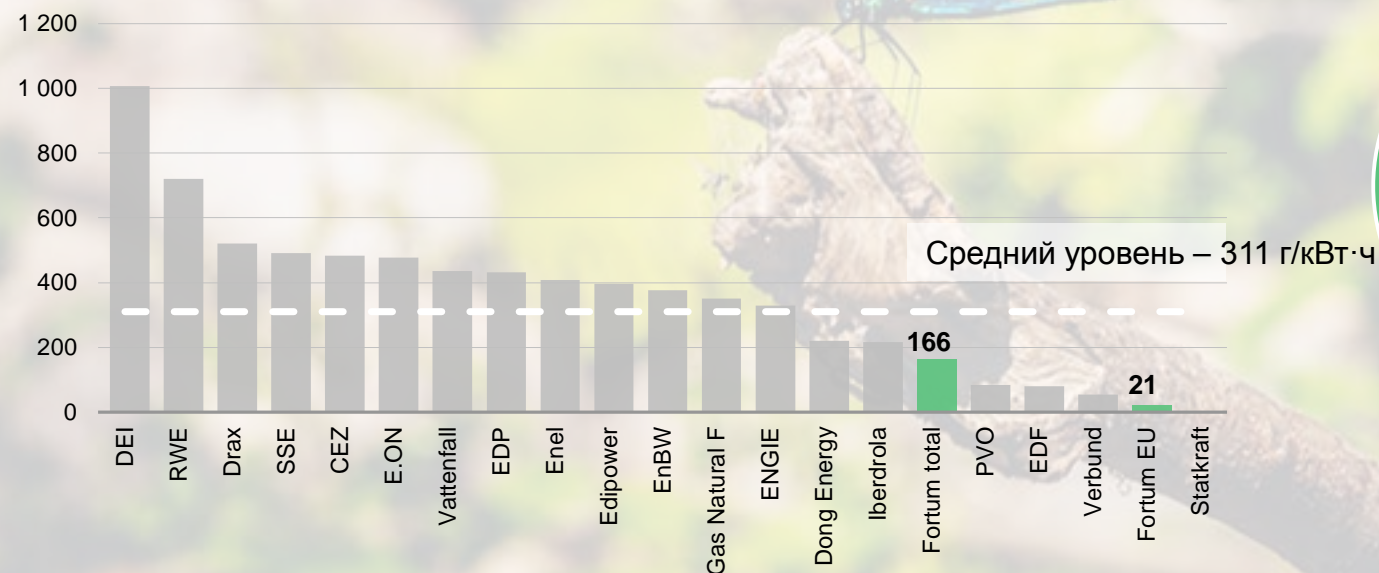 1 200
1 000
800
600
400
200
0
Средний уровень – 311 г/кВт·ч
166
21
DEI
RWE
Drax
SSE
CEZ
E.ON
Vattenfall
EDP
Enel
Edipower
EnBW
Gas Natural F
ENGIE
Dong Energy
Iberdrola
Fortum total
PVO
EDF
Verbund
Fortum EU
Statkraft